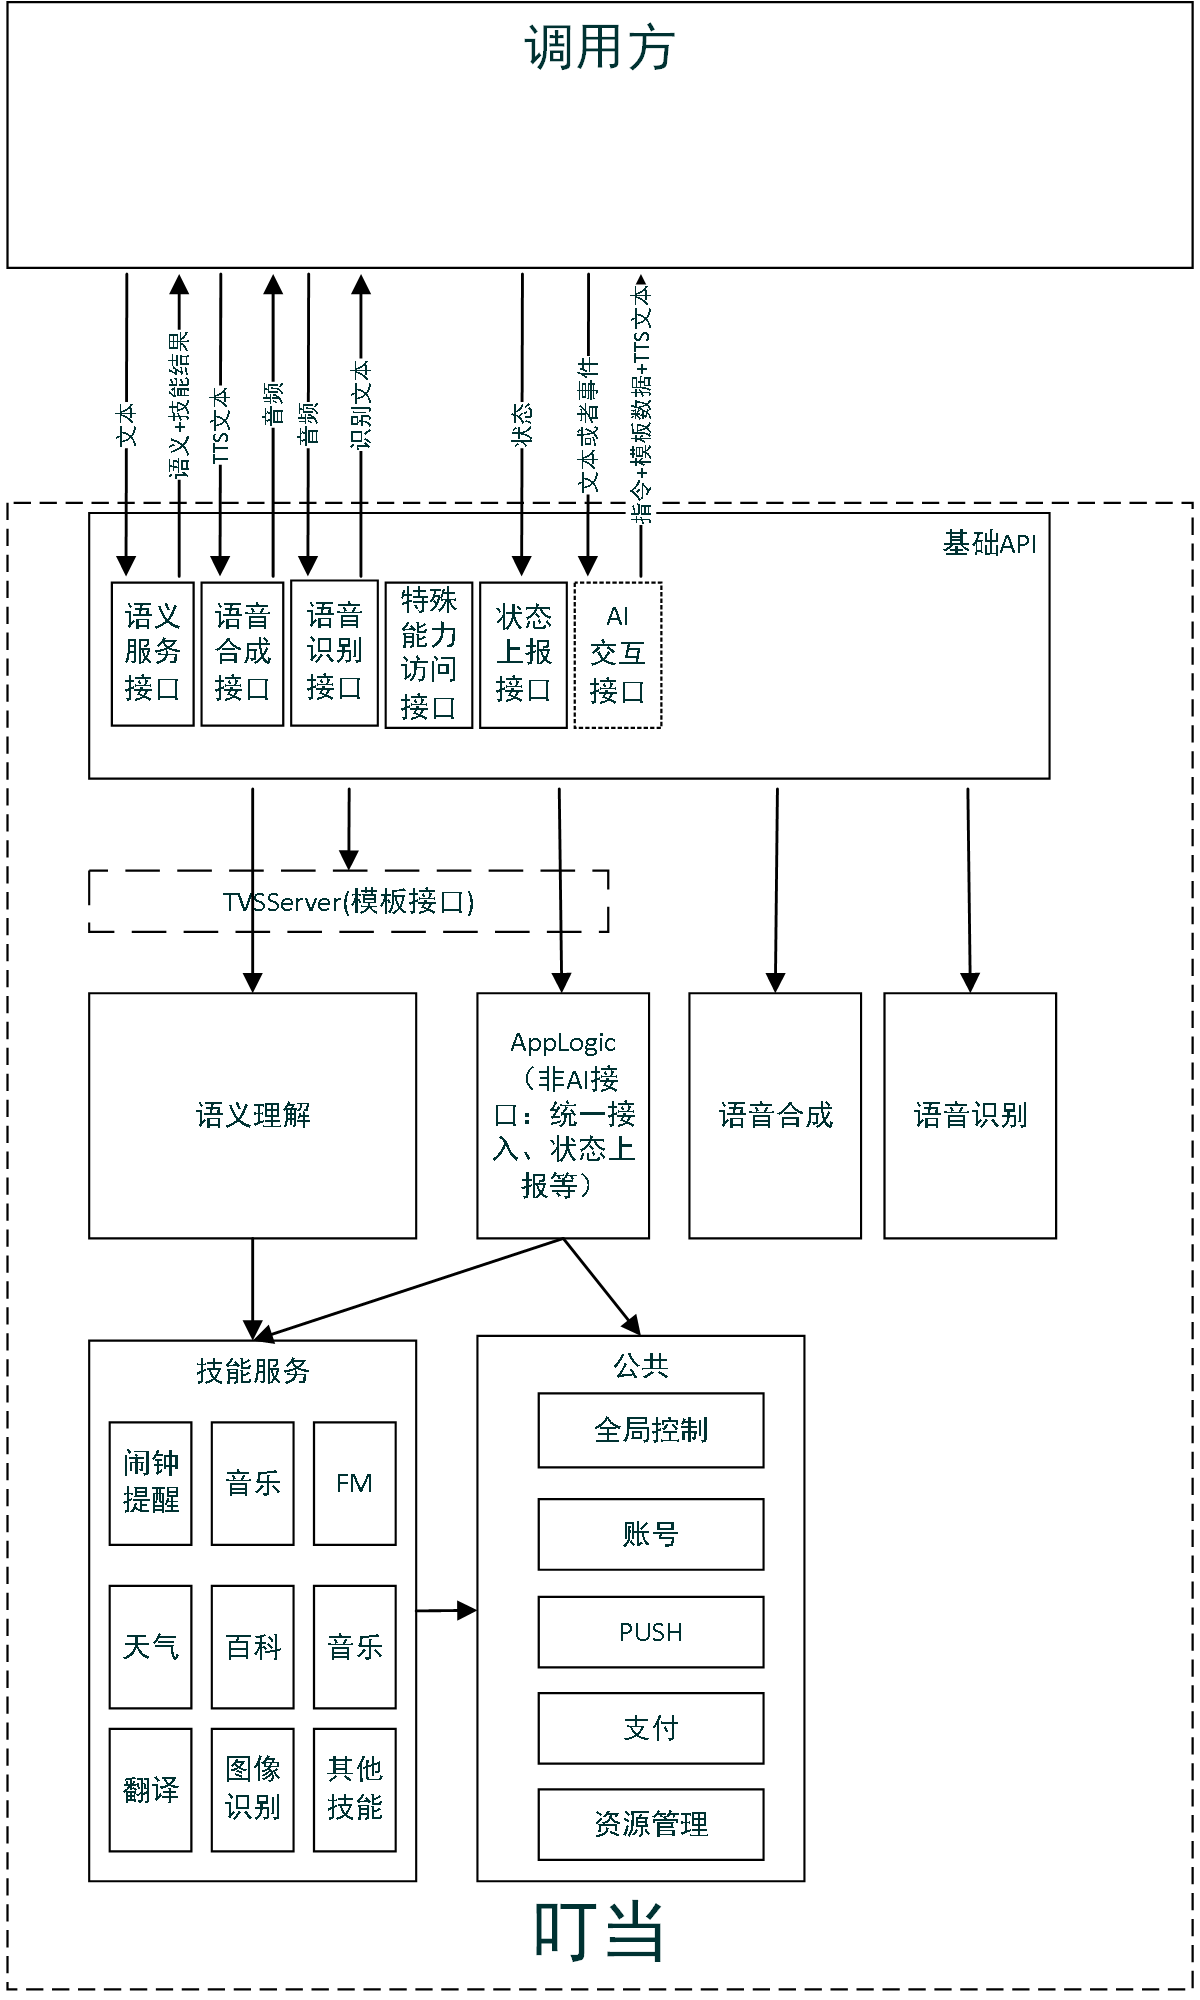 调用方
文本
语义+技能结果
TTS文本
音频
音频
识别文本
状态
文本或者事件
指令+模板数据+TTS文本
基础API
语义
服务
接口
语音
合成
接口
语音
识别
接口
特殊
能力
访问
接口
状态
上报
接口
AI
交互
接口
TVSServer(模板接口)
语义理解
AppLogic
（非AI接
口：统一接
入、状态上
报等）
语音合成
语音识别
技能服务
闹钟
提醒
音乐
FM
天气
百科
音乐
翻译
图像
识别
其他
技能
公共
全局控制
账号
PUSH
支付
资源管理
叮当